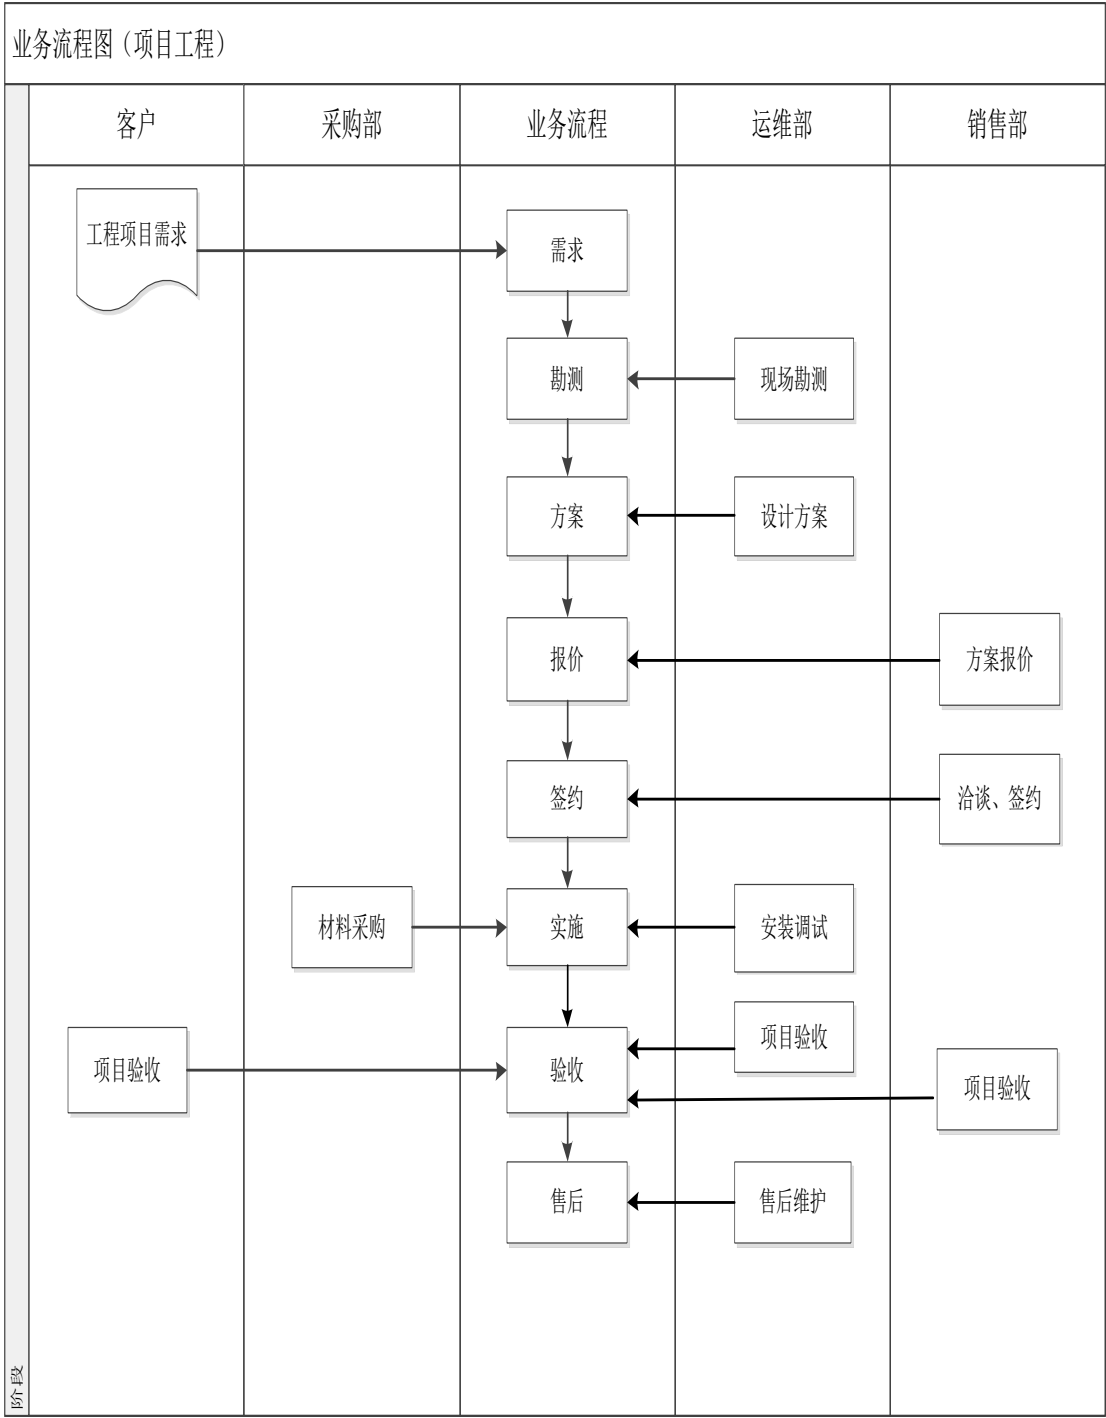 业务流程图（项目工程）
客户
采购部
业务流程
运维部
销售部
工程项目需求
需求
勘测
现场勘测
方案
设计方案
报价
方案报价
签约
洽谈、签约
材料采购
实施
安装调试
项目验收
验收
项目验收
项目验收
售后
售后维护
阶段